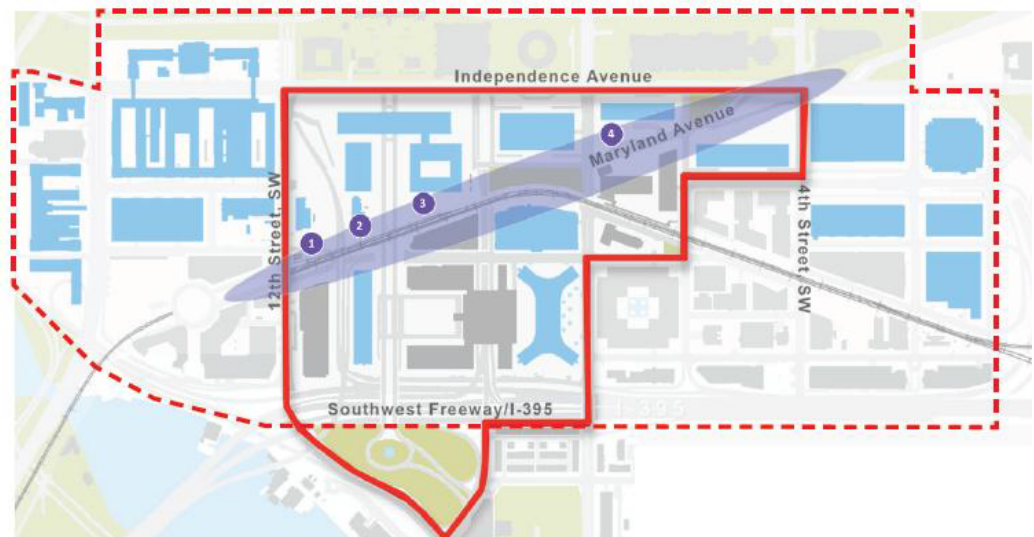 Independence Avenue
4
Maryland Avenue
3
2
1
12th Street, SW
4th Street, SW
Southwest Freeway/I-395
I-395